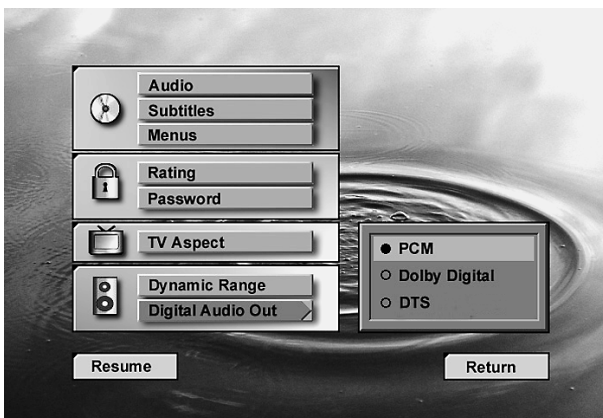 Audio
Subtitles
Menus
Rating
Password
TV Aspect
Dynamic Range
Digital Audio Out
PCM
Dolby Digital
DTS
Resume
Return